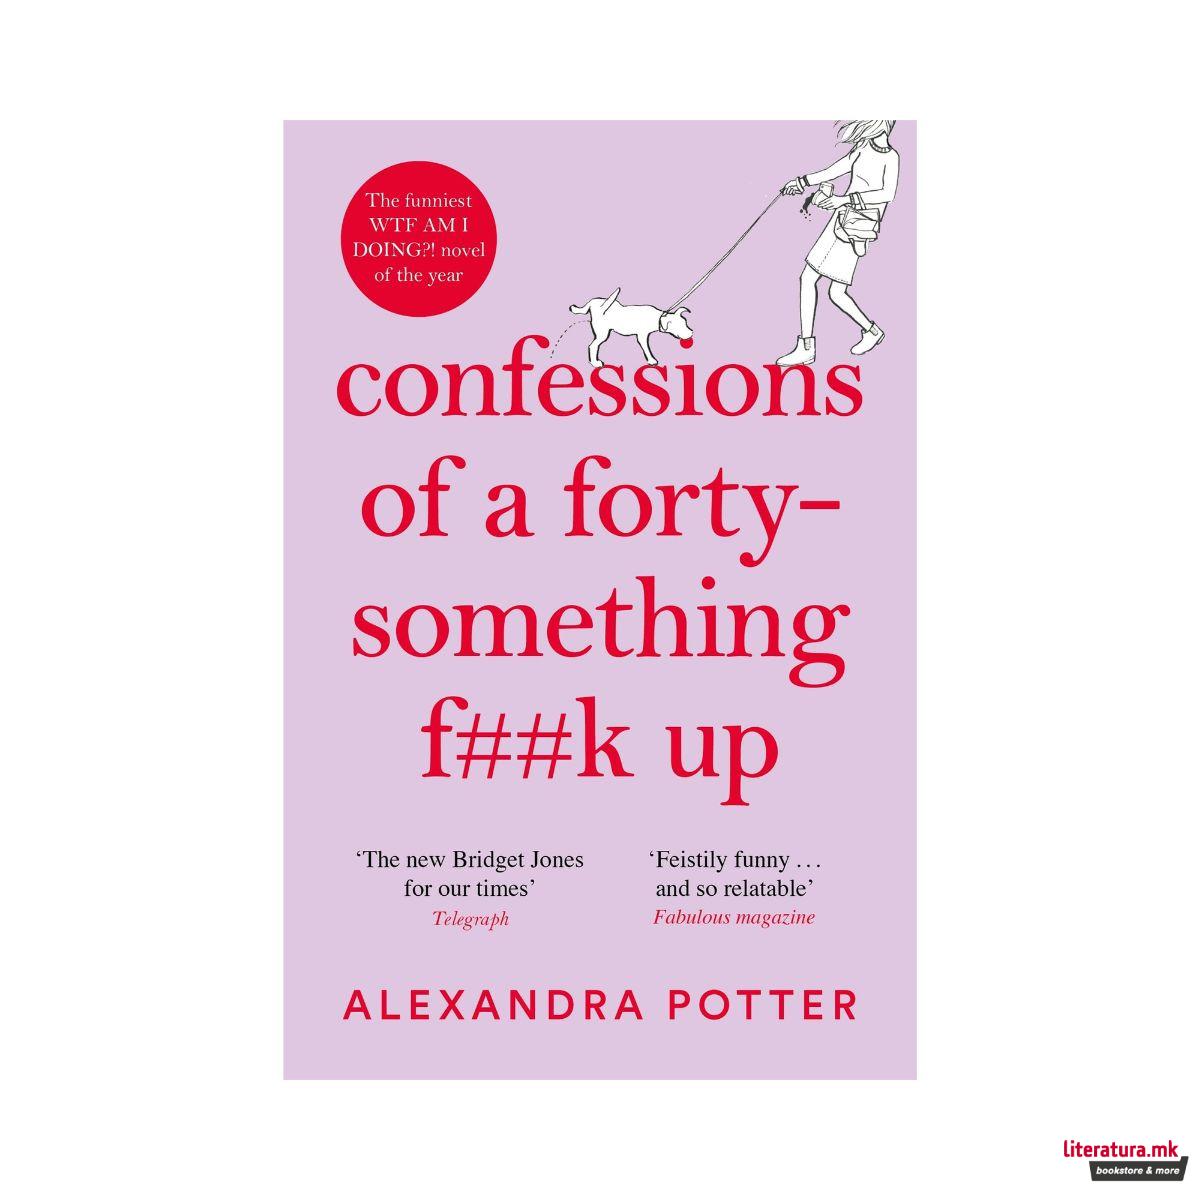 The funniest
WTF AM I
DOING?! novel
of the year
confessions
of a forty-
something
f##k up
‘The new Bridget Jones
for our times’
Telegraph
‘Feistily funny ...
and so relatable’
Fabulous magazine
ALEXANDRA POTTER
literatura.mk
bookstore & more